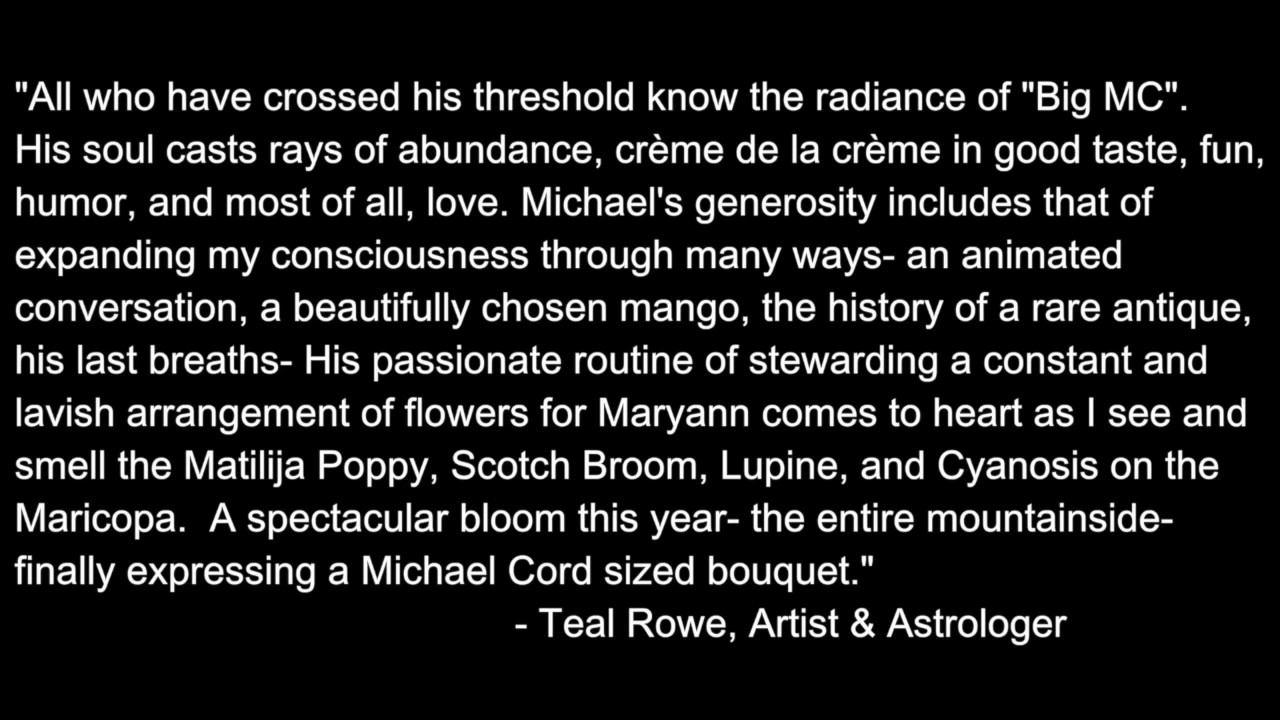 "All who have crossed his threshold know the radiance of "Big MC".
His soul casts rays of abundance, crème de la crème in good taste, fun,
humor, and most of all, love. Michael's generosity includes that of
expanding my consciousness through many ways- an animated
conversation, a beautifully chosen mango, the history of a rare antique,
his last breaths- His passionate routine of stewarding a constant and
lavish arrangement of flowers for Maryann comes to heart as I see and
smell the Matilija Poppy, Scotch Broom, Lupine, and Cyanosis on the
Maricopa.  A spectacular bloom this year- the entire mountainside-
finally expressing a Michael Cord sized bouquet."
- Teal Rowe, Artist & Astrologer